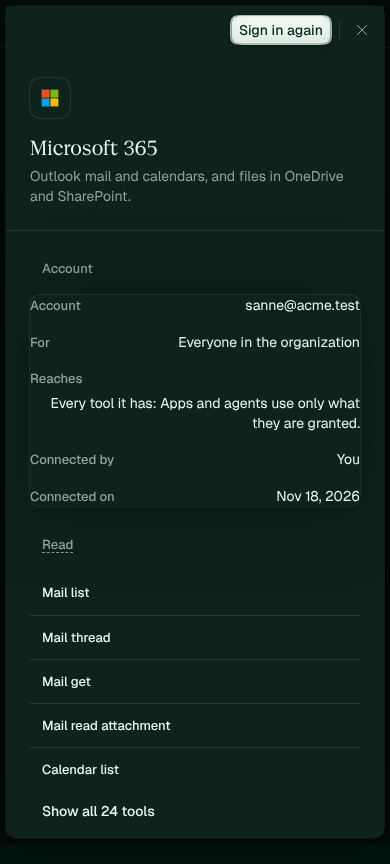 Sign in again
Microsoft 365
Outlook mail and calendars, and files in OneDrive
and SharePoint.
Account
Account sanne@acme.test
For Everyone in the organization
Reaches
Every tool it has: Apps and agents use only what
they are granted.
Connected by You
Connected on Nov 18, 2026
Read
Mail list
Mail thread
Mail get
Mail read attachment
Calendar list
Show all 24 tools